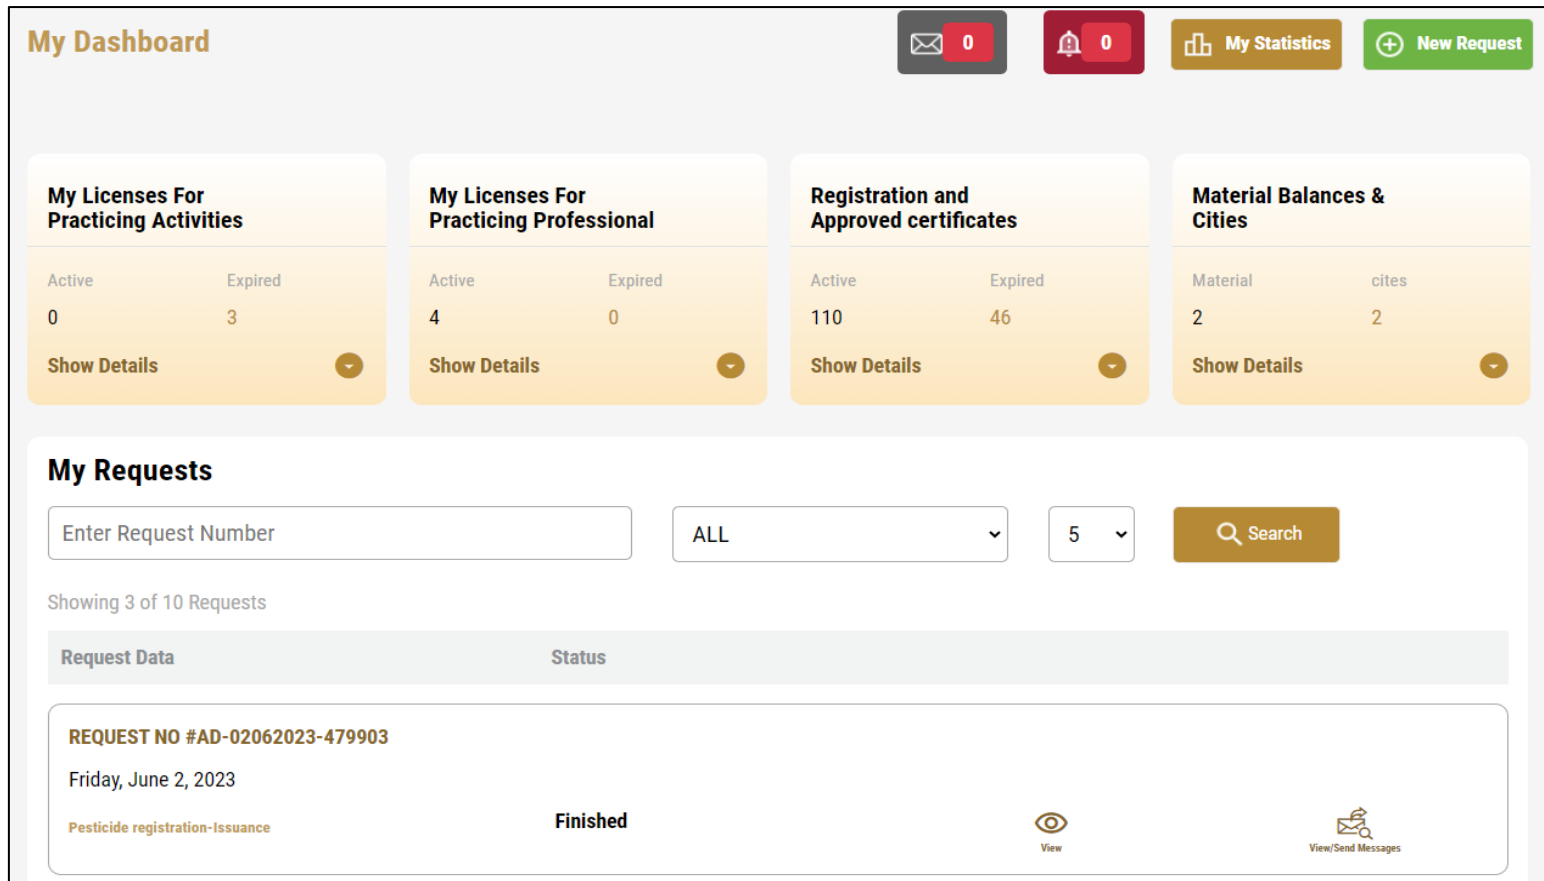 My Dashboard
0
0
My Statistics
New Request
My Licenses For
Practicing Activities
Active Expired
0 3
Show Details
My Licenses For
Practicing Professional
Active Expired
4 0
Show Details
Registration and
Approved certificates
Active Expired
110 46
Show Details
Material Balances &
Cities
Material cites
2 2
Show Details
My Requests
Enter Request Number
ALL
5
Search
Showing 3 of 10 Requests
Request Data Status
REQUEST NO #AD-02062023-479903
Friday, June 2, 2023
Pesticide registration-Issuance
Finished
View
View/Send Messages